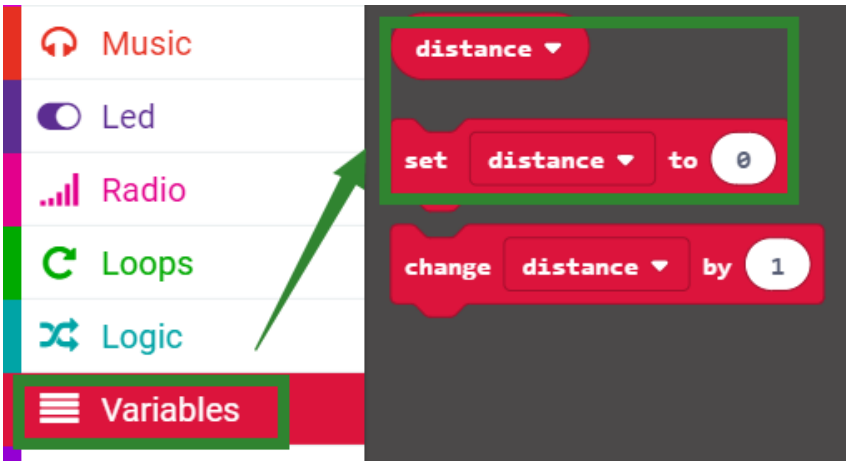 Music
Led
Radio
Loops
Logic
Variables
distance
set distance to 0
change distance by 1